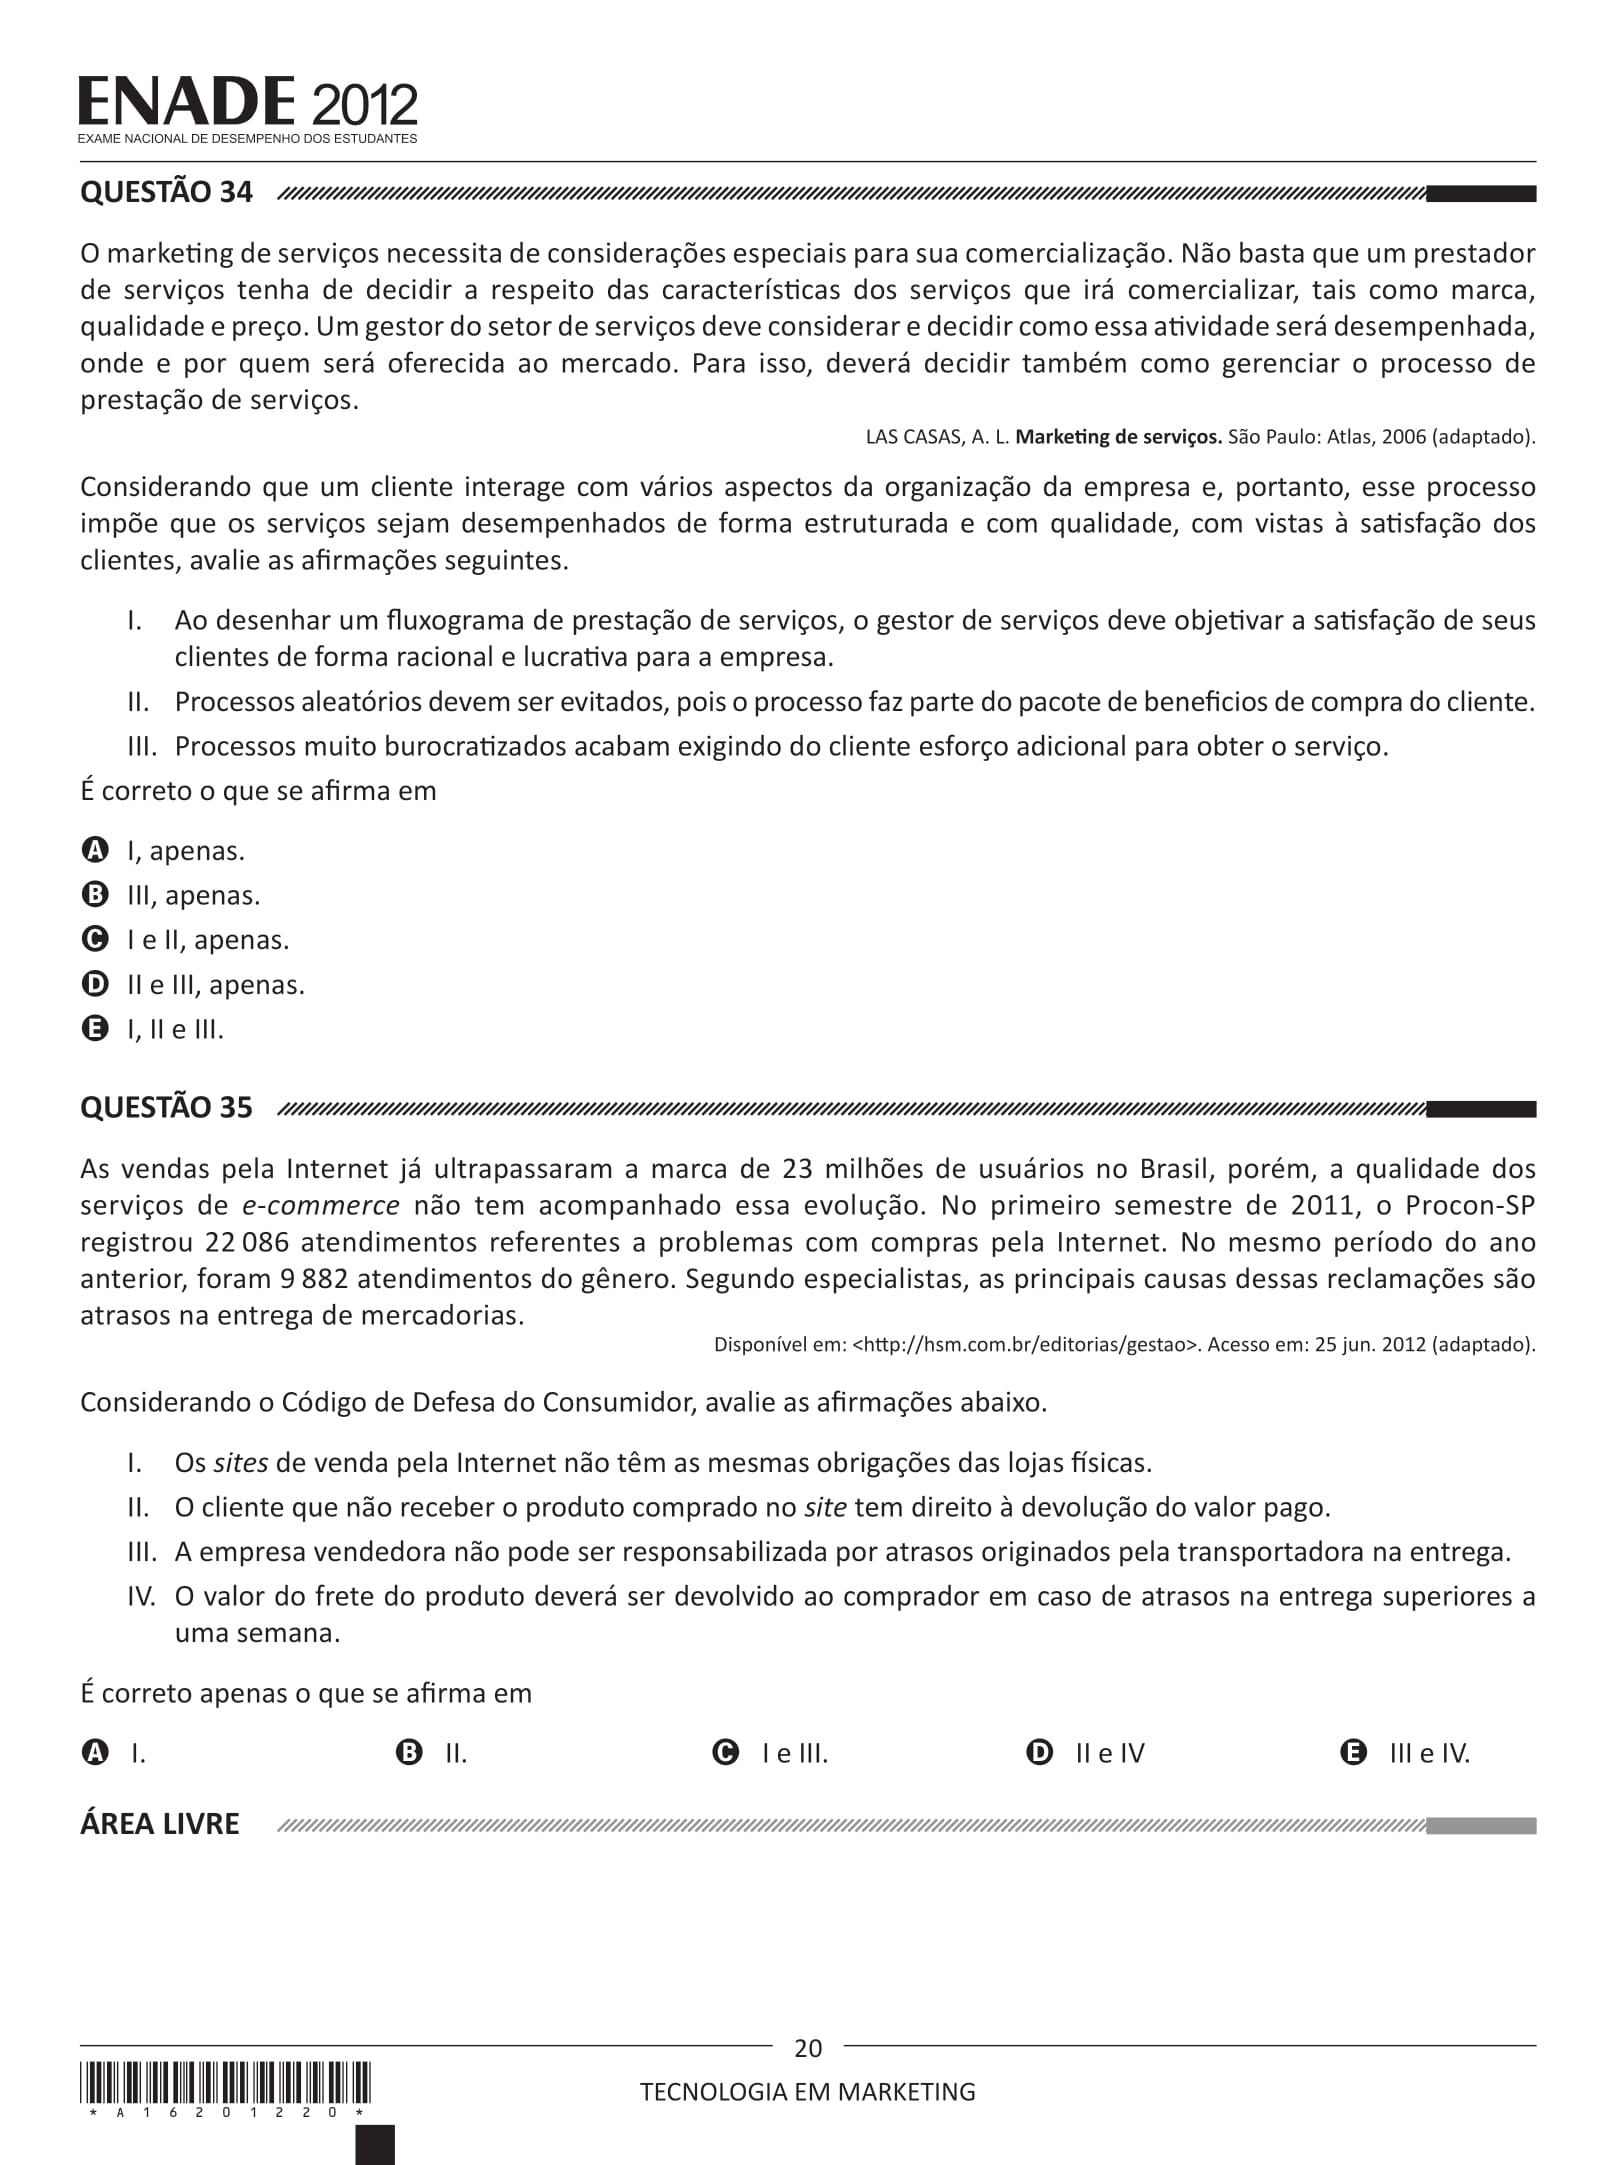 ENADE 2012
EXAME NACIONAL DE DESEMPENHO DOS ESTUDANTES
QUESTÃO 34
O marketing de serviços necessita de considerações especiais para sua comercialização. Não basta que um prestador
de serviços tenha de decidir a respeito das características dos serviços que irá comercializar, tais como marca,
qualidade e preço. Um gestor do setor de serviços deve considerar e decidir como essa atividade será desempenhada,
onde e por quem será oferecida ao mercado. Para isso, deverá decidir também como gerenciar o processo de
prestação de serviços.
LAS CASAS, A. L. Marketing de serviços. São Paulo: Atlas, 2006 (adaptado).
Considerando que um cliente interage com vários aspectos da organização da empresa e, portanto, esse processo
impõe que os serviços sejam desempenhados de forma estruturada e com qualidade, com vistas à satisfação dos
clientes, avalie as afirmações seguintes.
I. Ao desenhar um fluxograma de prestação de serviços, o gestor de serviços deve objetivar a satisfação de seus
clientes de forma racional e lucrativa para a empresa.
II. Processos aleatórios devem ser evitados, pois o processo faz parte do pacote de benefícios de compra do cliente.
III. Processos muito burocratizados acabam exigindo do cliente esforço adicional para obter o serviço.
É correto o que se afirma em
A I, apenas.
B III, apenas.
C I e II, apenas.
D II e III, apenas.
E I, II e III.
QUESTÃO 35
As vendas pela Internet já ultrapassaram a marca de 23 milhões de usuários no Brasil, porém, a qualidade dos
serviços de e-commerce não tem acompanhado essa evolução. No primeiro semestre de 2011, o Procon-SP
registrou 22 086 atendimentos referentes a problemas com compras pela Internet. No mesmo período do ano
anterior, foram 9 882 atendimentos do gênero. Segundo especialistas, as principais causas dessas reclamações são
atrasos na entrega de mercadorias.
Disponível em: <http://hsm.com.br/editorias/gestao>. Acesso em: 25 jun. 2012 (adaptado).
Considerando o Código de Defesa do Consumidor, avalie as afirmações abaixo.
I. Os sites de venda pela Internet não têm as mesmas obrigações das lojas físicas.
II. O cliente que não receber o produto comprado no site tem direito à devolução do valor pago.
III. A empresa vendedora não pode ser responsabilizada por atrasos originados pela transportadora na entrega.
IV. O valor do frete do produto deverá ser devolvido ao comprador em caso de atrasos na entrega superiores a
uma semana.
É correto apenas o que se afirma em
A I. B II. C I e III. D II e IV E III e IV.
ÁREA LIVRE
20
TECNOLOGIA EM MARKETING
* A 1 6 2 0 1 2 2 0 *